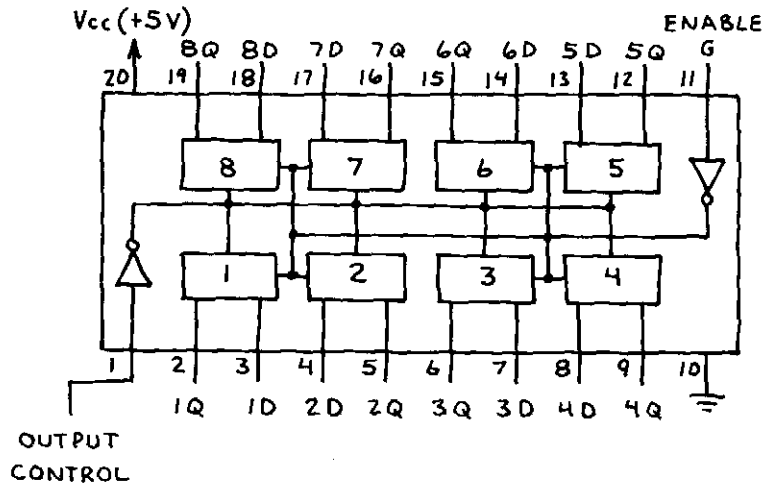 Vcc (+5V) ENABLE
8Q 8D 7D 7Q 6Q 6D 5D 5Q G
20 19 18 17 16 15 14 13 12 11
8 7 6 5
1 2 3 4
1 2 3 4 5 6 7 8 9 10
1Q 1D 2D 2Q 3Q 3D 4D 4Q
OUTPUT
CONTROL